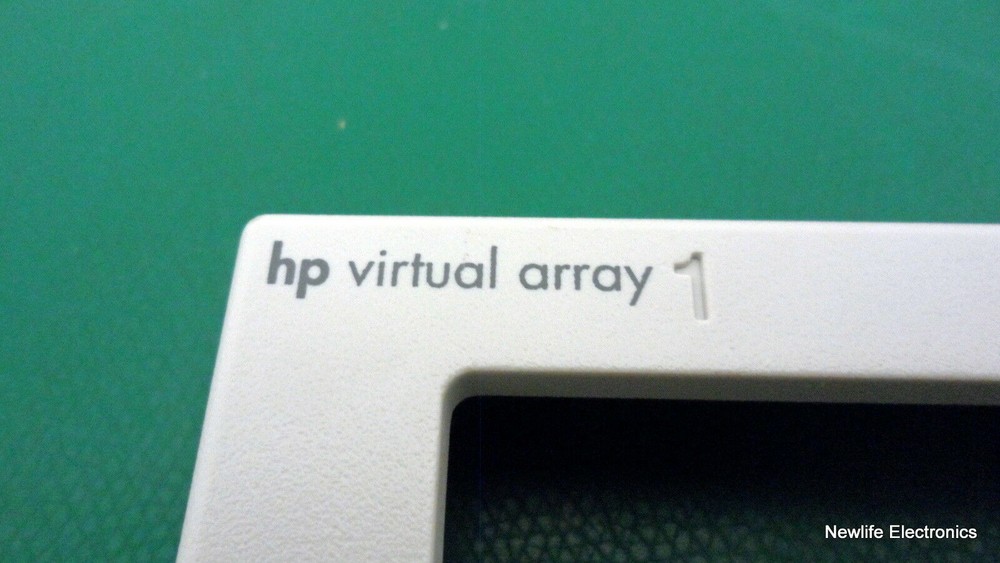 hp virtual array 1
Newlife Electronics